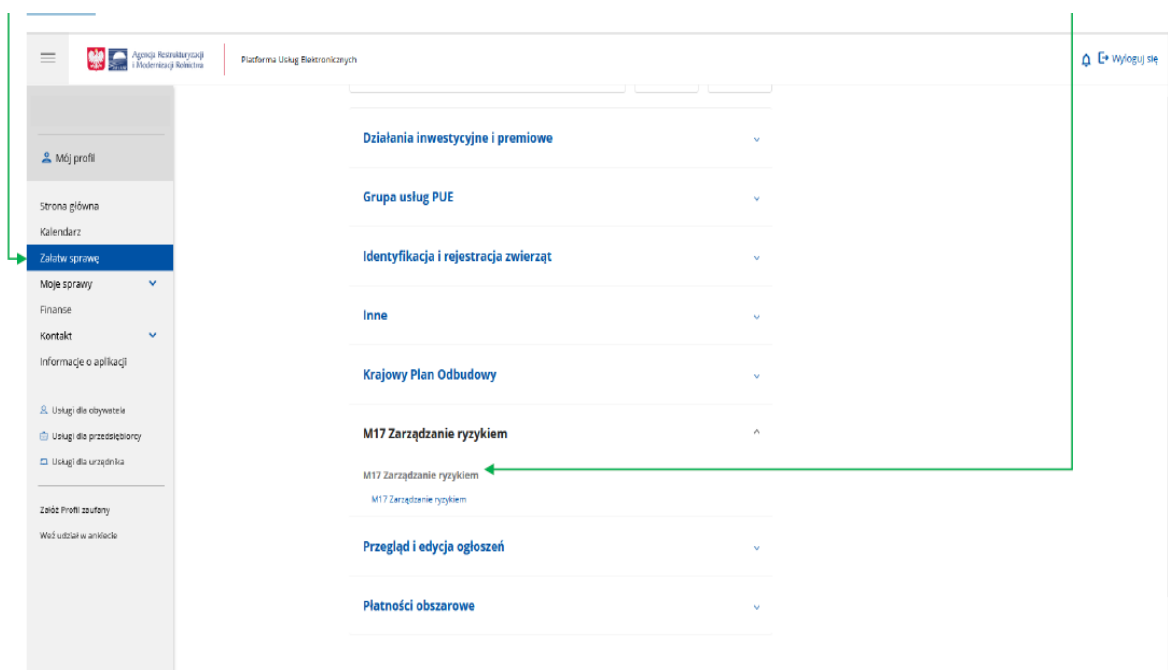 Agencja Restrukturyzacji
i Modernizacji Rolnictwa
Platforma Usług Elektronicznych
Wyloguj się
Mój profil
Strona główna
Kalendarz
Załatw sprawę
Moje sprawy
Finanse
Kontakt
Informacje o aplikacji
Usługi dla obywatela
Usługi dla przedsiębiorcy
Usługi dla urzędnika
Załóż Profil zaufany
Weź udział w ankiecie
Działania inwestycyjne i premiowe
Grupa usług PUE
Identyfikacja i rejestracja zwierząt
Inne
Krajowy Plan Odbudowy
M17 Zarządzanie ryzykiem
M17 Zarządzanie ryzykiem
M17 Zarządzanie ryzykiem
Przegląd i edycja ogłoszeń
Płatności obszarowe